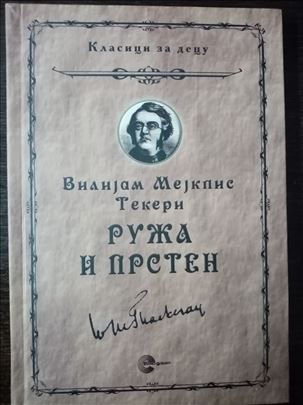 Класици за децу
Вилијам Мејкпис
Текери
РУЖА
И ПРСТЕН